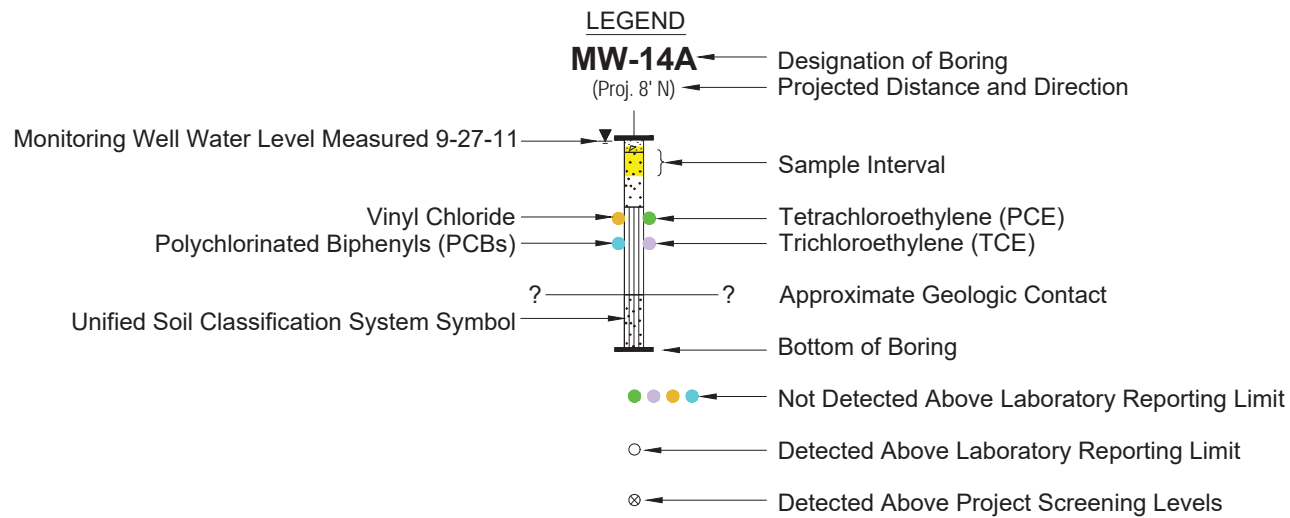 LEGEND
MW-14A
Designation of Boring
(Proj. 8' N)
Projected Distance and Direction
Monitoring Well Water Level Measured 9-27-11
Sample Interval
Vinyl Chloride
Tetrachloroethylene (PCE)
Polychlorinated Biphenyls (PCBs)
Trichloroethylene (TCE)
? ? Approximate Geologic Contact
Unified Soil Classification System Symbol
Bottom of Boring
Not Detected Above Laboratory Reporting Limit
Detected Above Laboratory Reporting Limit
Detected Above Project Screening Levels